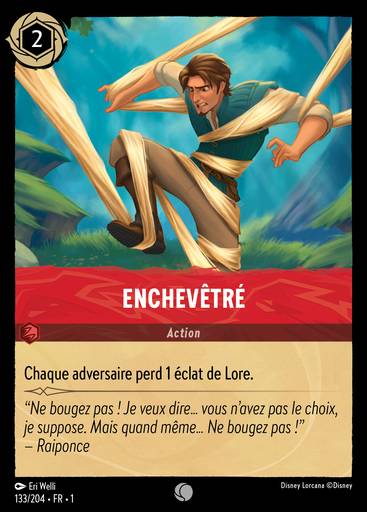 2
ENCHEVÊTRÉ
Action
Chaque adversaire perd 1 éclat de Lore.
“Ne bougez pas ! Je veux dire... vous n’avez pas le choix,
je suppose. Mais quand même... Ne bougez pas !”
– Raiponce
Eri Welli
Disney Lorcana ©Disney
133/204 • FR • 1